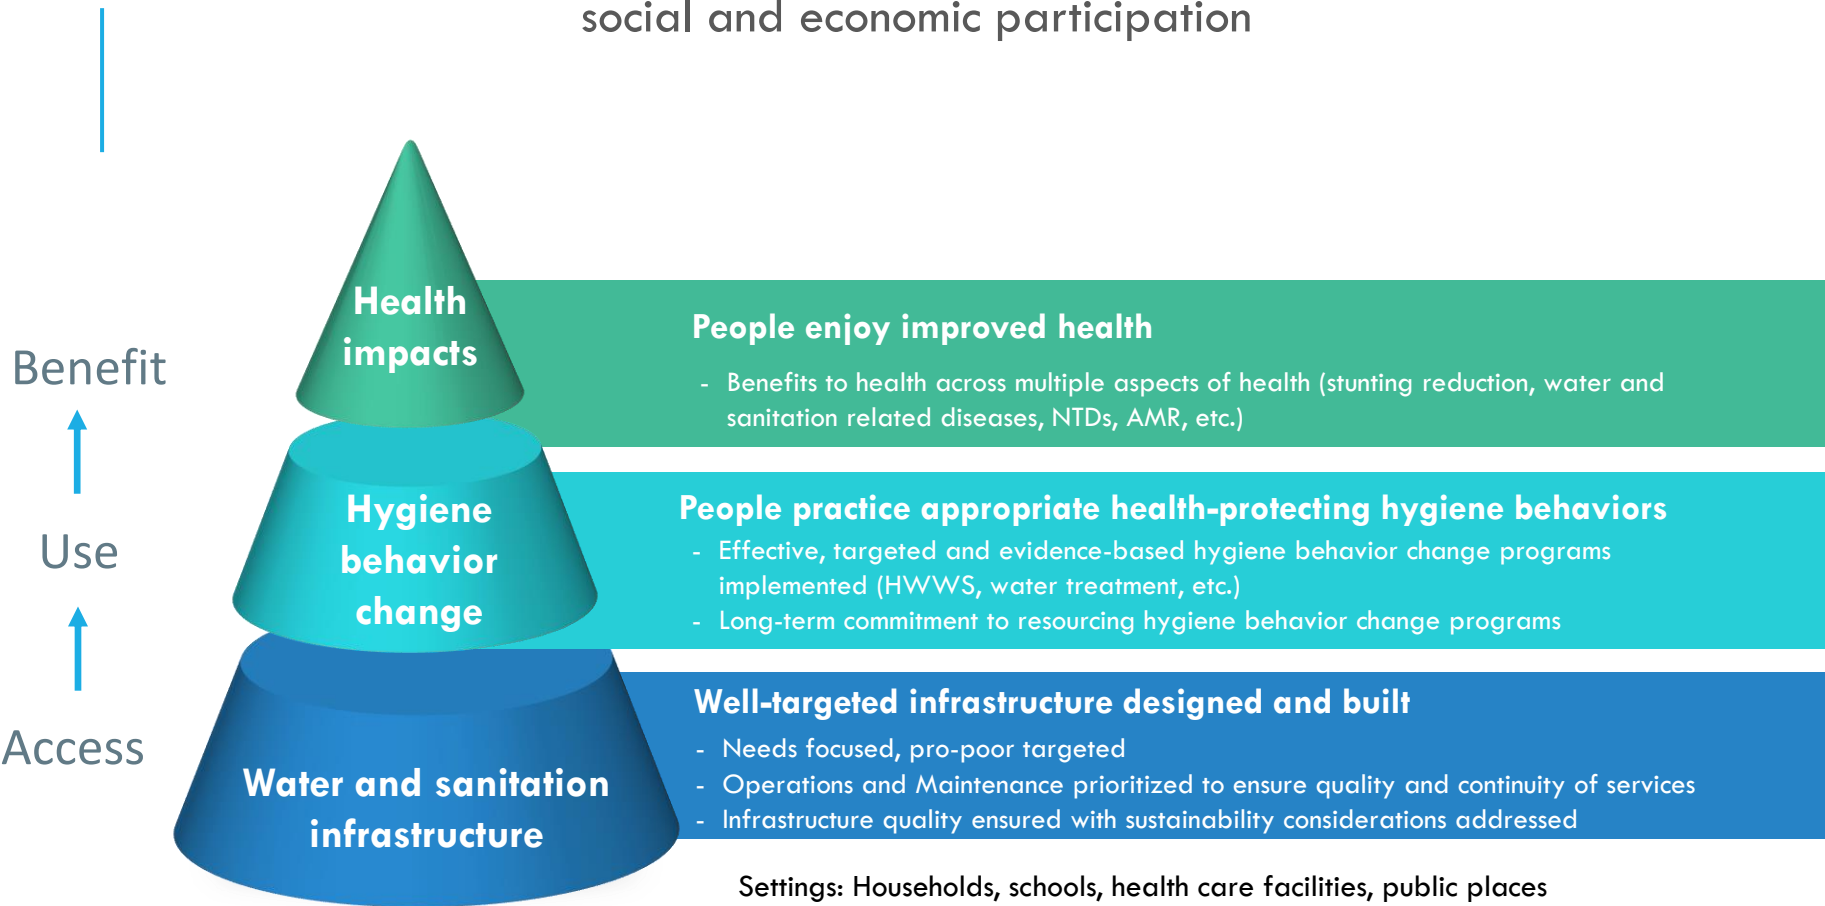 social and economic participation
Health
impacts
People enjoy improved health
- Benefits to health across multiple aspects of health (stunting reduction, water and
sanitation related diseases, NTDs, AMR, etc.)
Benefit
Hygiene
behavior
change
People practice appropriate health-protecting hygiene behaviors
- Effective, targeted and evidence-based hygiene behavior change programs
implemented (HWWS, water treatment, etc.)
- Long-term commitment to resourcing hygiene behavior change programs
Use
Water and sanitation
infrastructure
Well-targeted infrastructure designed and built
- Needs focused, pro-poor targeted
- Operations and Maintenance prioritized to ensure quality and continuity of services
- Infrastructure quality ensured with sustainability considerations addressed
Access
Settings: Households, schools, health care facilities, public places